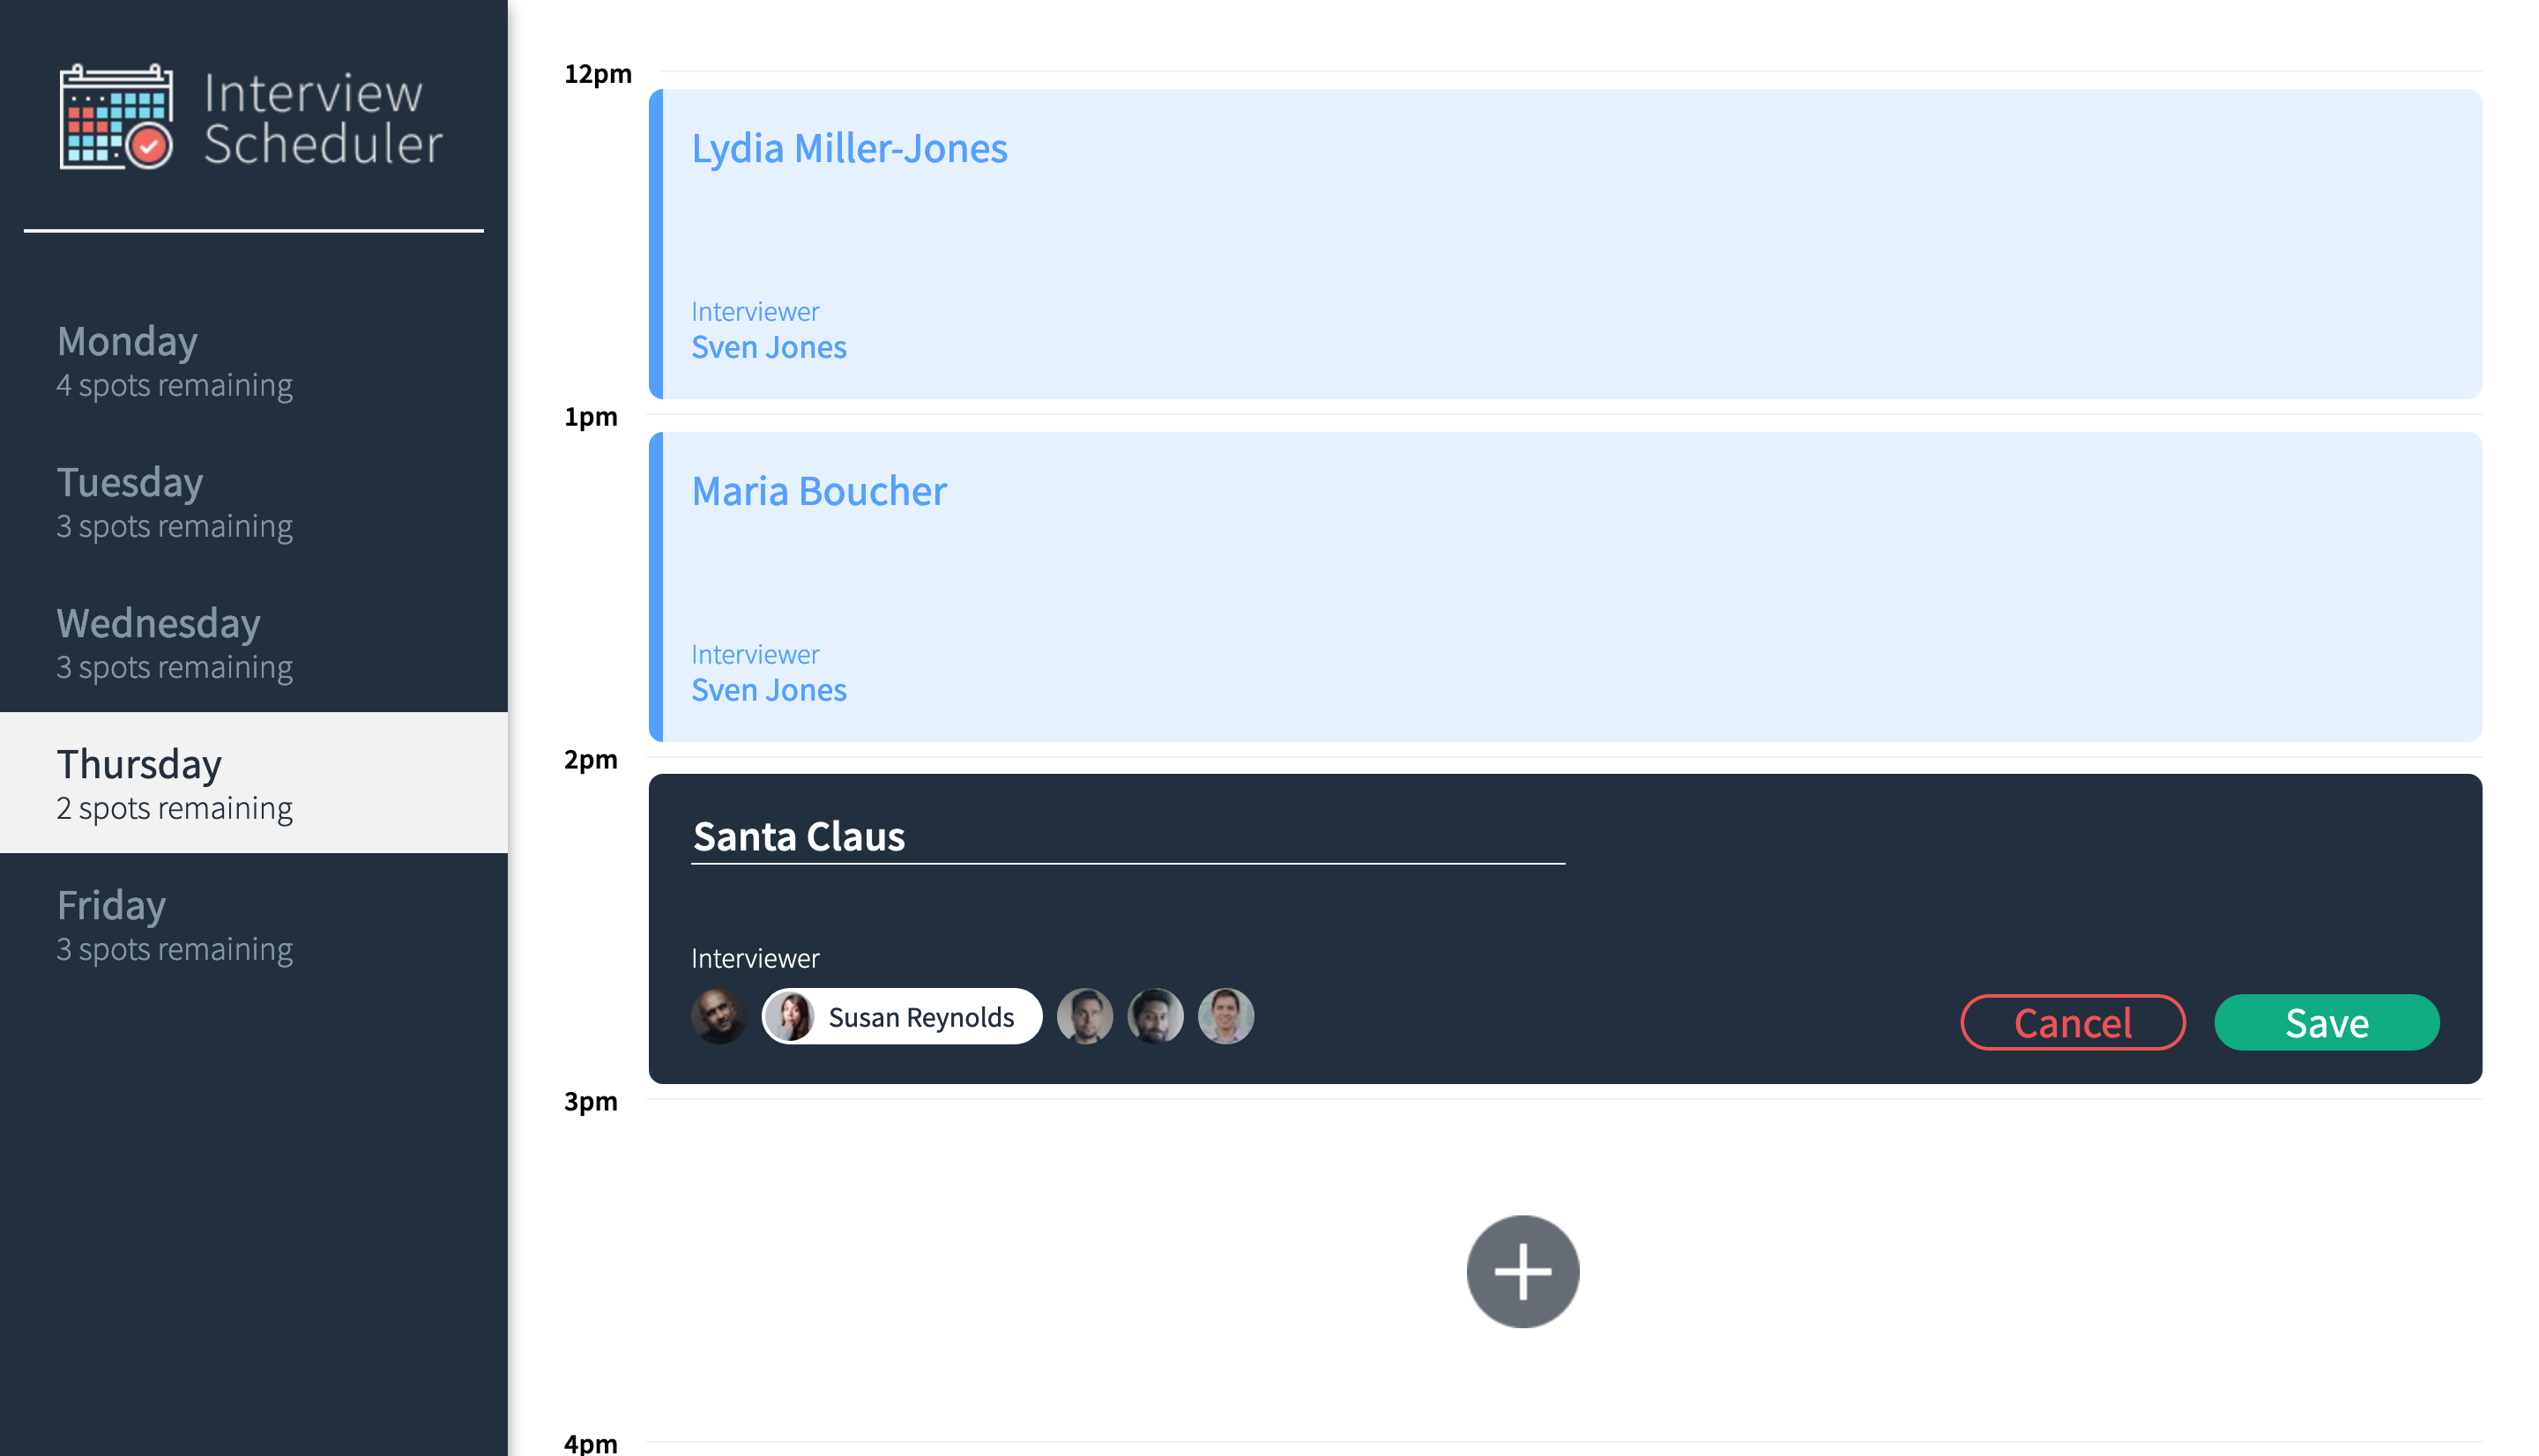 Interview
Scheduler
Monday
4 spots remaining
Tuesday
3 spots remaining
Wednesday
3 spots remaining
Thursday
2 spots remaining
Friday
3 spots remaining
12pm
Lydia Miller-Jones
Interviewer
Sven Jones
1pm
Maria Boucher
Interviewer
Sven Jones
2pm
Santa Claus
Interviewer
Susan Reynolds
Cancel
Save
3pm
4pm